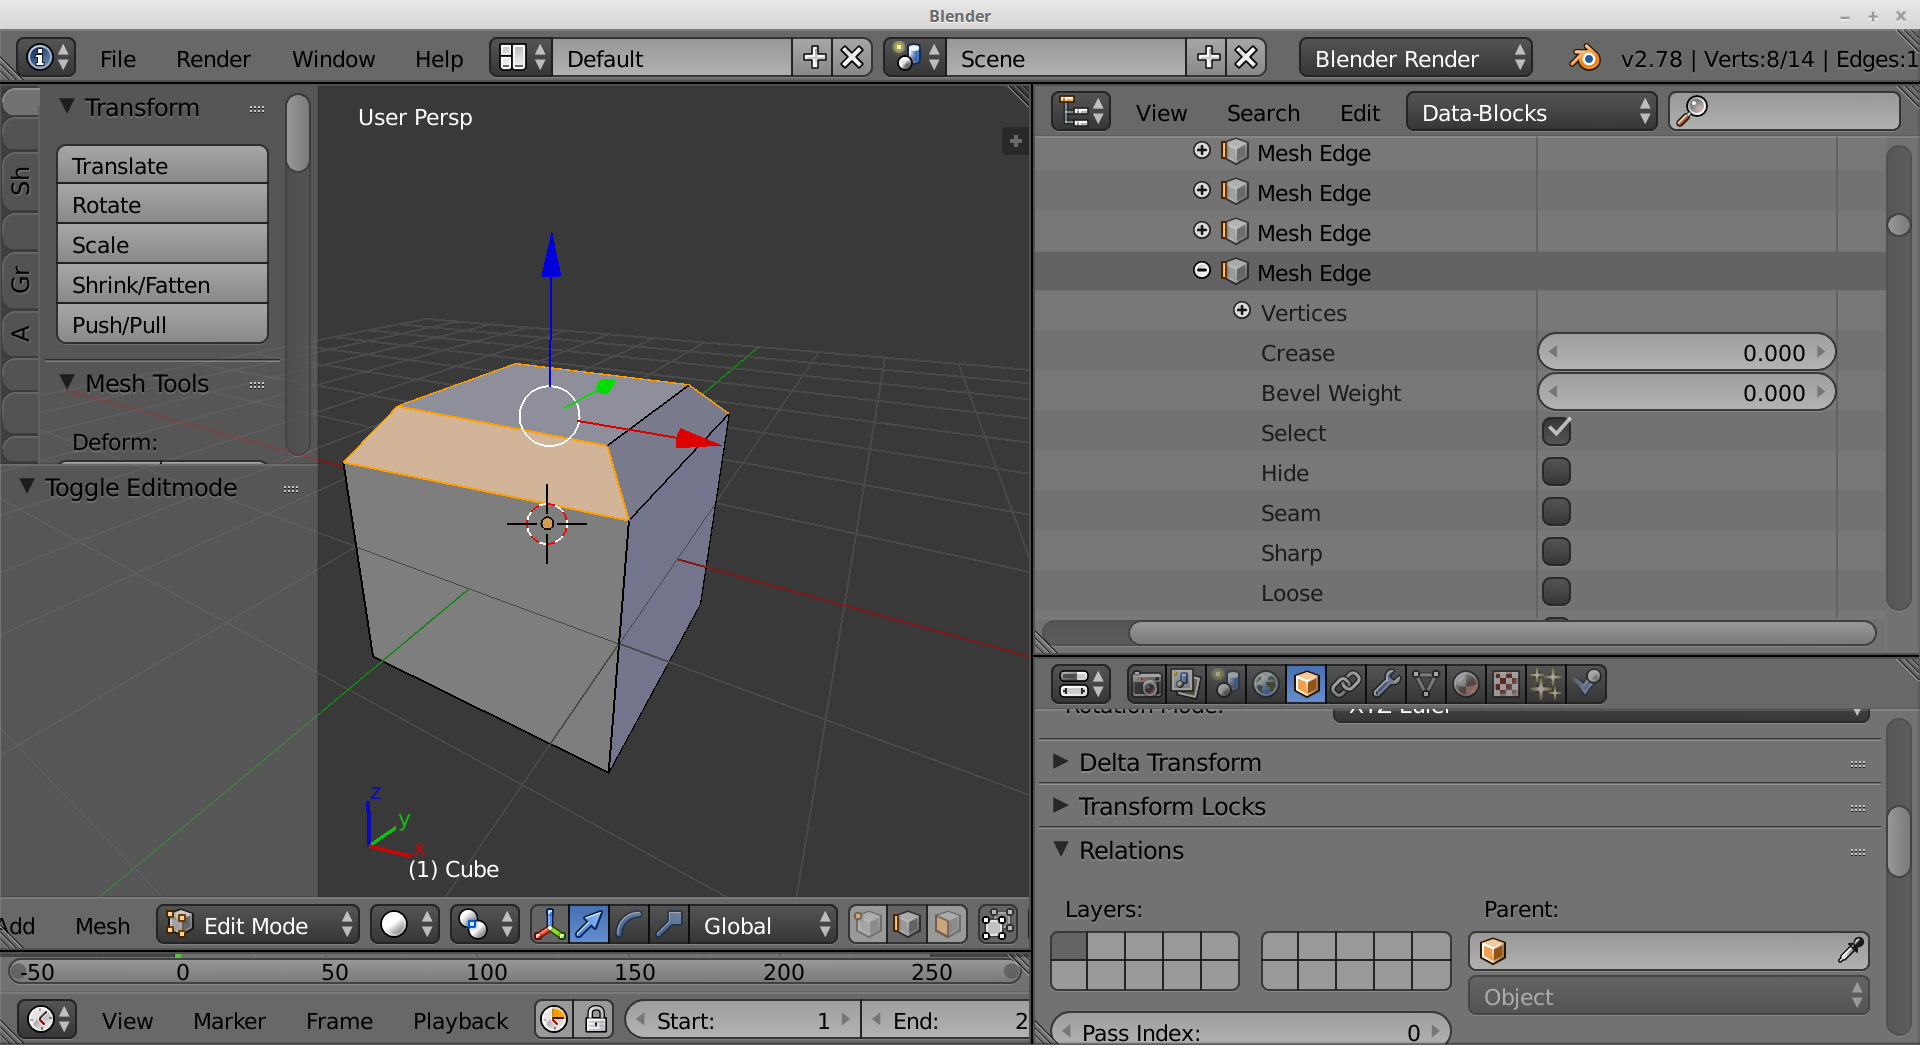 Blender
File Render Window Help Default Scene Blender Render v2.78 | Verts:8/14 | Edges:1
Transform
Translate
Rotate
Scale
Shrink/Fatten
Push/Pull
Mesh Tools
Deform:
Sh
Gr
A
Toggle Editmode
User Persp
z
y
x
(1) Cube
View Search Edit Data-Blocks
Mesh Edge
Mesh Edge
Mesh Edge
Mesh Edge
Vertices
Crease 0.000
Bevel Weight 0.000
Select
Hide
Seam
Sharp
Loose
Rotation Mode: XYZ Euler
Delta Transform
Transform Locks
Relations
Layers: Parent:
Object
Pass Index: 0
Add Mesh Edit Mode Global
-50 0 50 100 150 200 250
View Marker Frame Playback Start: 1 End: 2